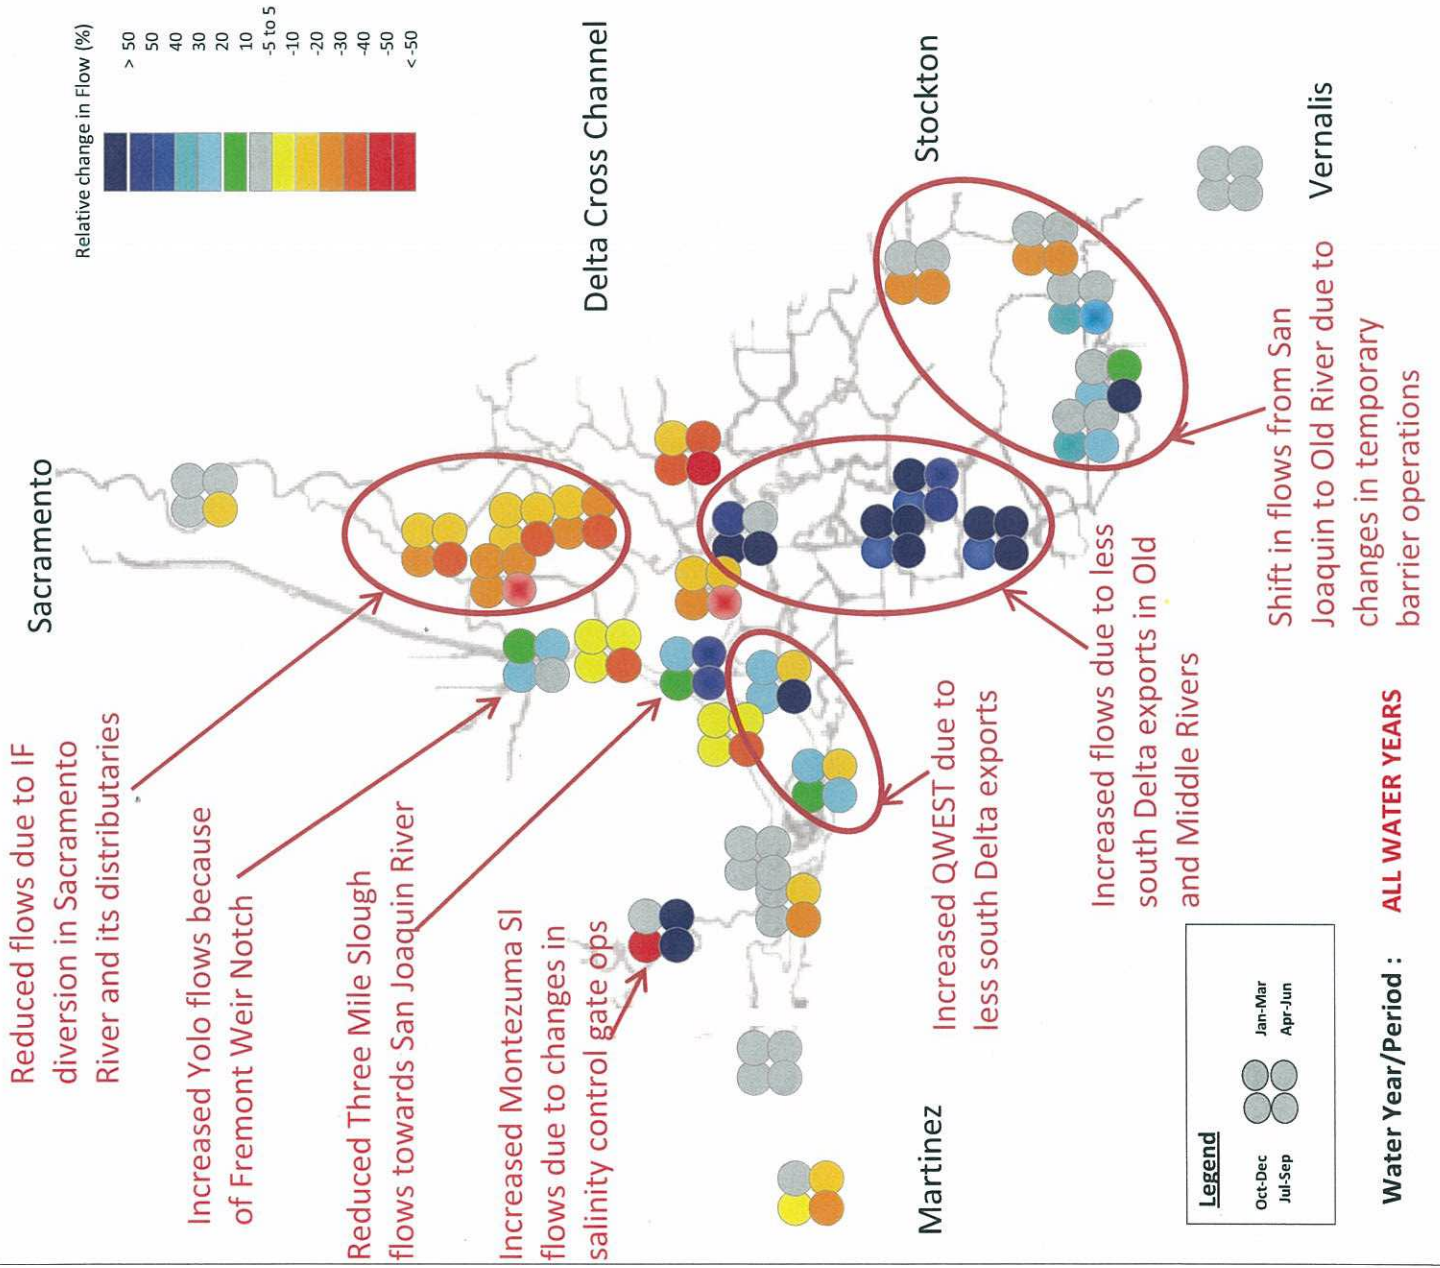 Sacramento
Relative change in Flow (%)
> 50
50
40
30
20
10
-5 to 5
-10
-20
-30
-40
-50
< -50
Reduced flows due to IF
diversion in Sacramento
River and its distributaries
Increased Yolo flows because
of Fremont Weir Notch
Reduced Three Mile Slough
flows towards San Joaquin River
Increased Montezuma Sl
flows due to changes in
salinity control gate ops
Delta Cross Channel
Martinez
Increased QWEST due to
less south Delta exports
Stockton
Increased flows due to less
south Delta exports in Old
and Middle Rivers
Shift in flows from San
Joaquin to Old River due to
changes in temporary
barrier operations
Vernalis
Legend
Oct-Dec Jan-Mar
Jul-Sep Apr-Jun
Water Year/Period : ALL WATER YEARS